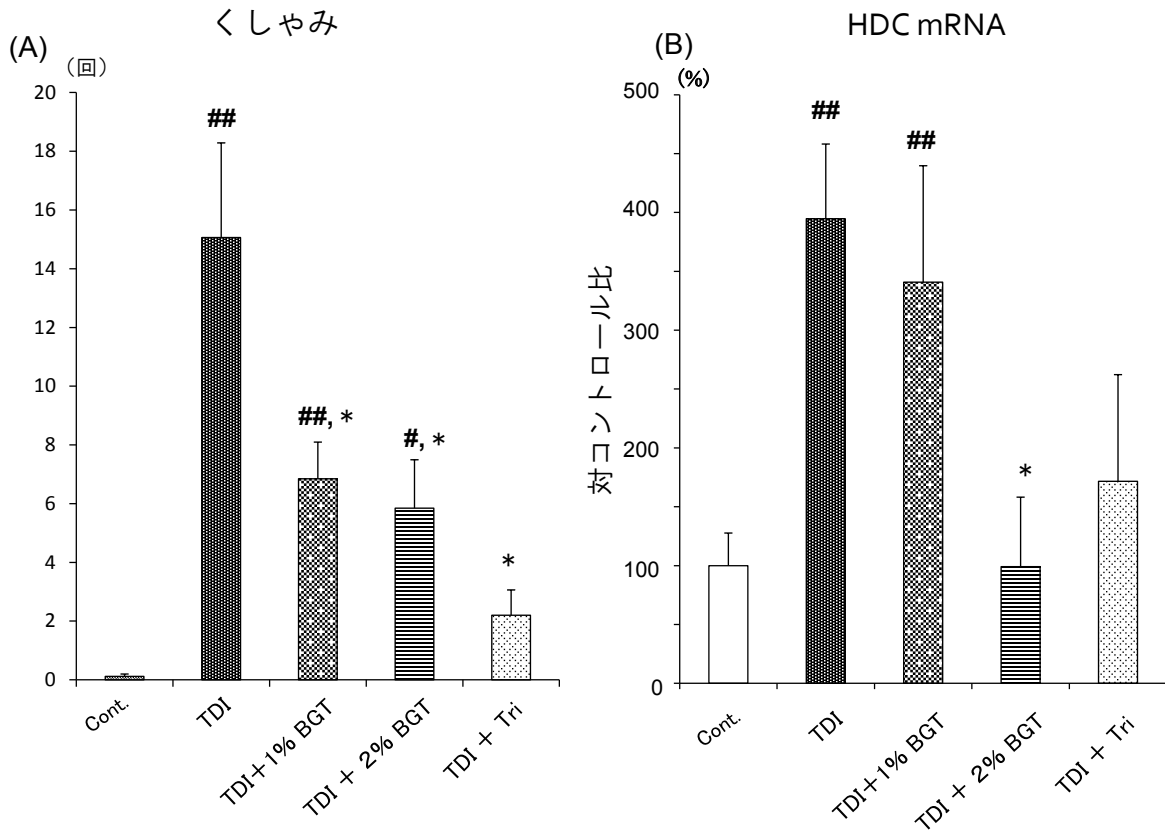 くしゃみ
(A)
（回）
20
18
16
14
12
10
8
6
4
2
0
##
##, *
#, *
*
Cont.
TDI
TDI+1% BGT
TDI + 2% BGT
TDI + Tri
HDC mRNA
(B)
(%)
対コントロール比
500
400
300
200
100
0
##
##
*
Cont.
TDI
TDI+1% BGT
TDI + 2% BGT
TDI + Tri